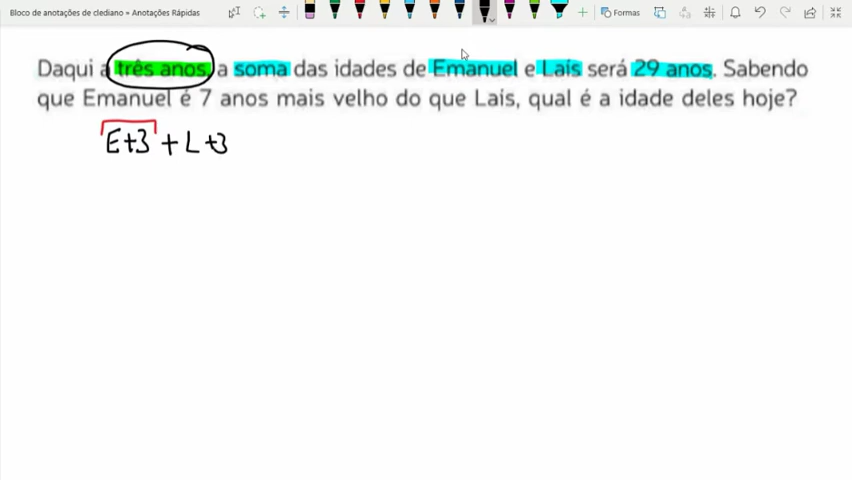 Bloco de anotações de clediano » Anotações Rápidas
Formas
Daqui a três anos, a soma das idades de Emanuel e Laís será 29 anos. Sabendo
que Emanuel é 7 anos mais velho do que Laís, qual é a idade deles hoje?
E+3 + L+3